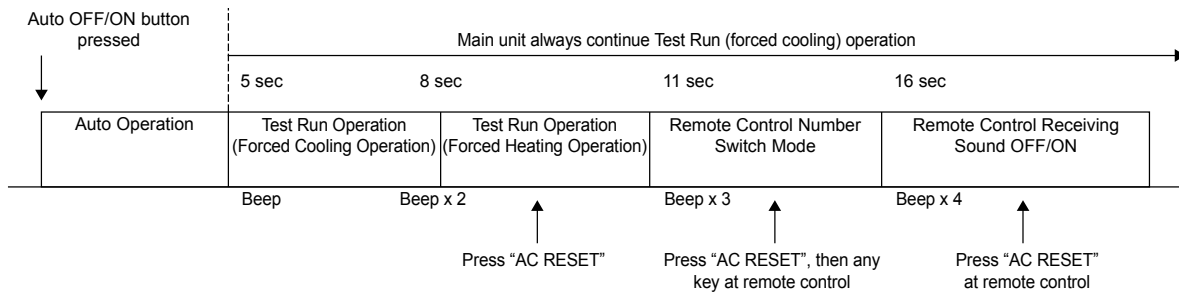 Auto OFF/ON button
pressed
Main unit always continue Test Run (forced cooling) operation
5 sec
8 sec
11 sec
16 sec
Auto Operation
Test Run Operation
(Forced Cooling Operation)
Test Run Operation
(Forced Heating Operation)
Remote Control Number
Switch Mode
Remote Control Receiving
Sound OFF/ON
Beep
Beep x 2
Beep x 3
Beep x 4
Press “AC RESET”
Press “AC RESET”, then any
key at remote control
Press “AC RESET”
at remote control